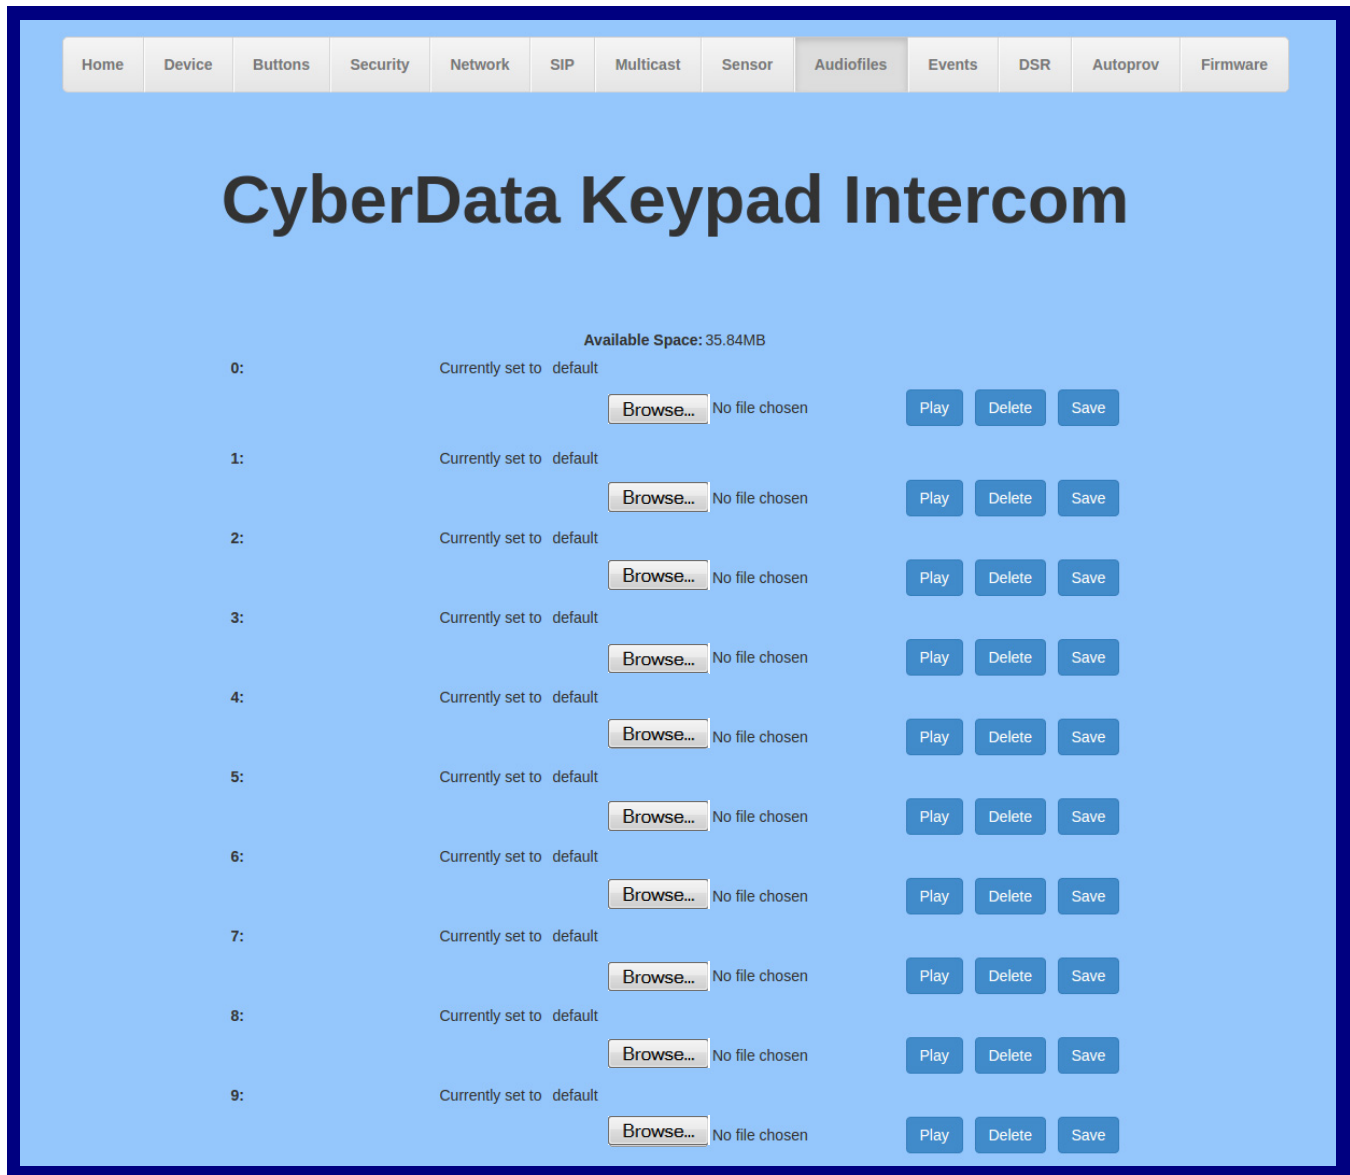 Home Device Buttons Security Network SIP Multicast Sensor Audiofiles Events DSR Autoprov Firmware
CyberData Keypad Intercom
Available Space: 35.84MB
0: Currently set to default
Browse... No file chosen Play Delete Save
1: Currently set to default
Browse... No file chosen Play Delete Save
2: Currently set to default
Browse... No file chosen Play Delete Save
3: Currently set to default
Browse... No file chosen Play Delete Save
4: Currently set to default
Browse... No file chosen Play Delete Save
5: Currently set to default
Browse... No file chosen Play Delete Save
6: Currently set to default
Browse... No file chosen Play Delete Save
7: Currently set to default
Browse... No file chosen Play Delete Save
8: Currently set to default
Browse... No file chosen Play Delete Save
9: Currently set to default
Browse... No file chosen Play Delete Save